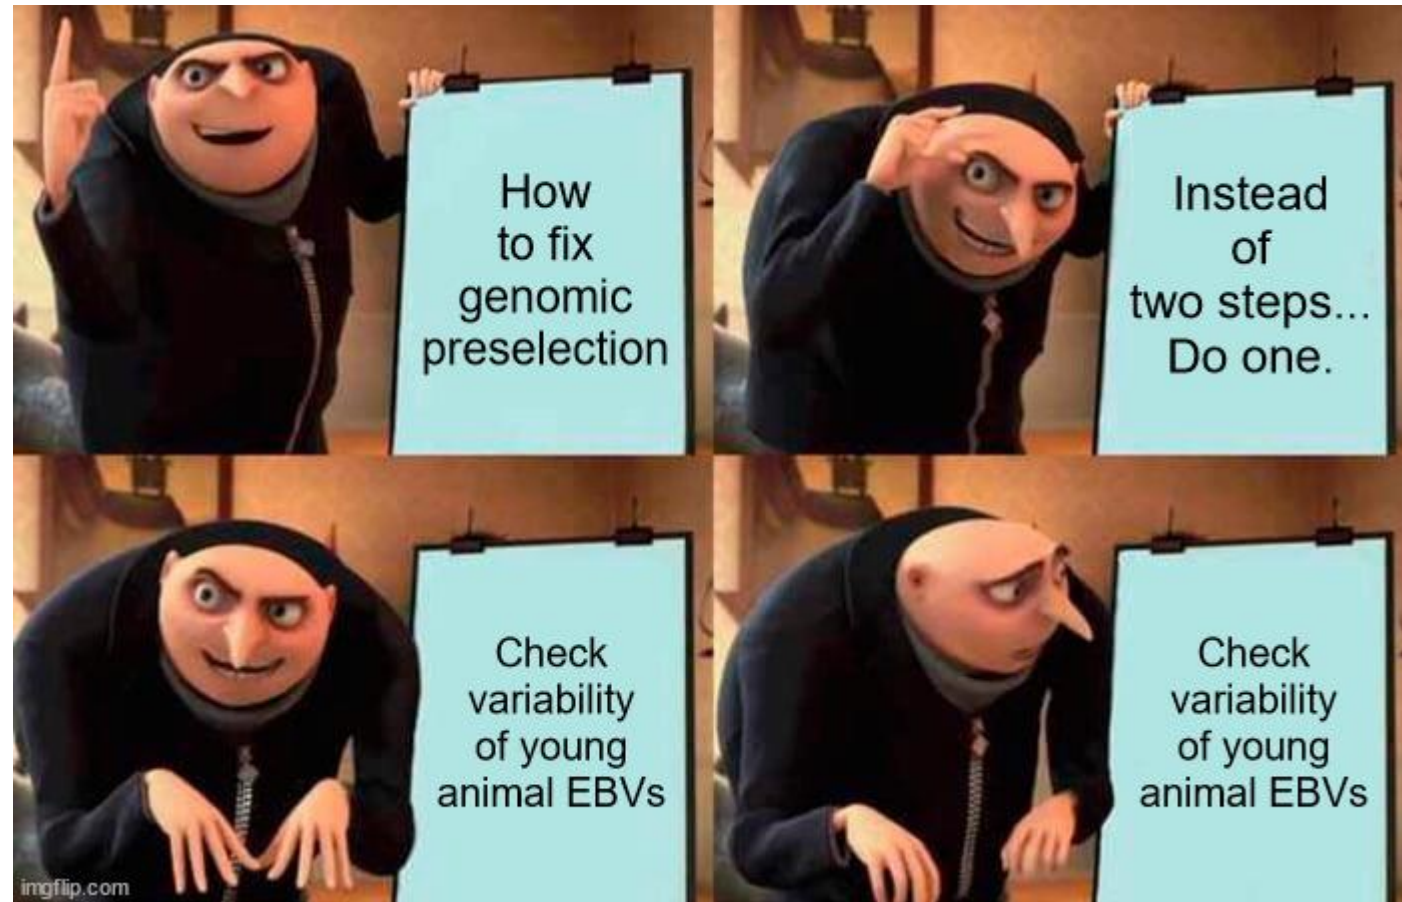 How
to fix
genomic
preselection
Instead
of
two steps...
Do one.
Check
variability
of young
animal EBVs
Check
variability
of young
animal EBVs
imgflip.com